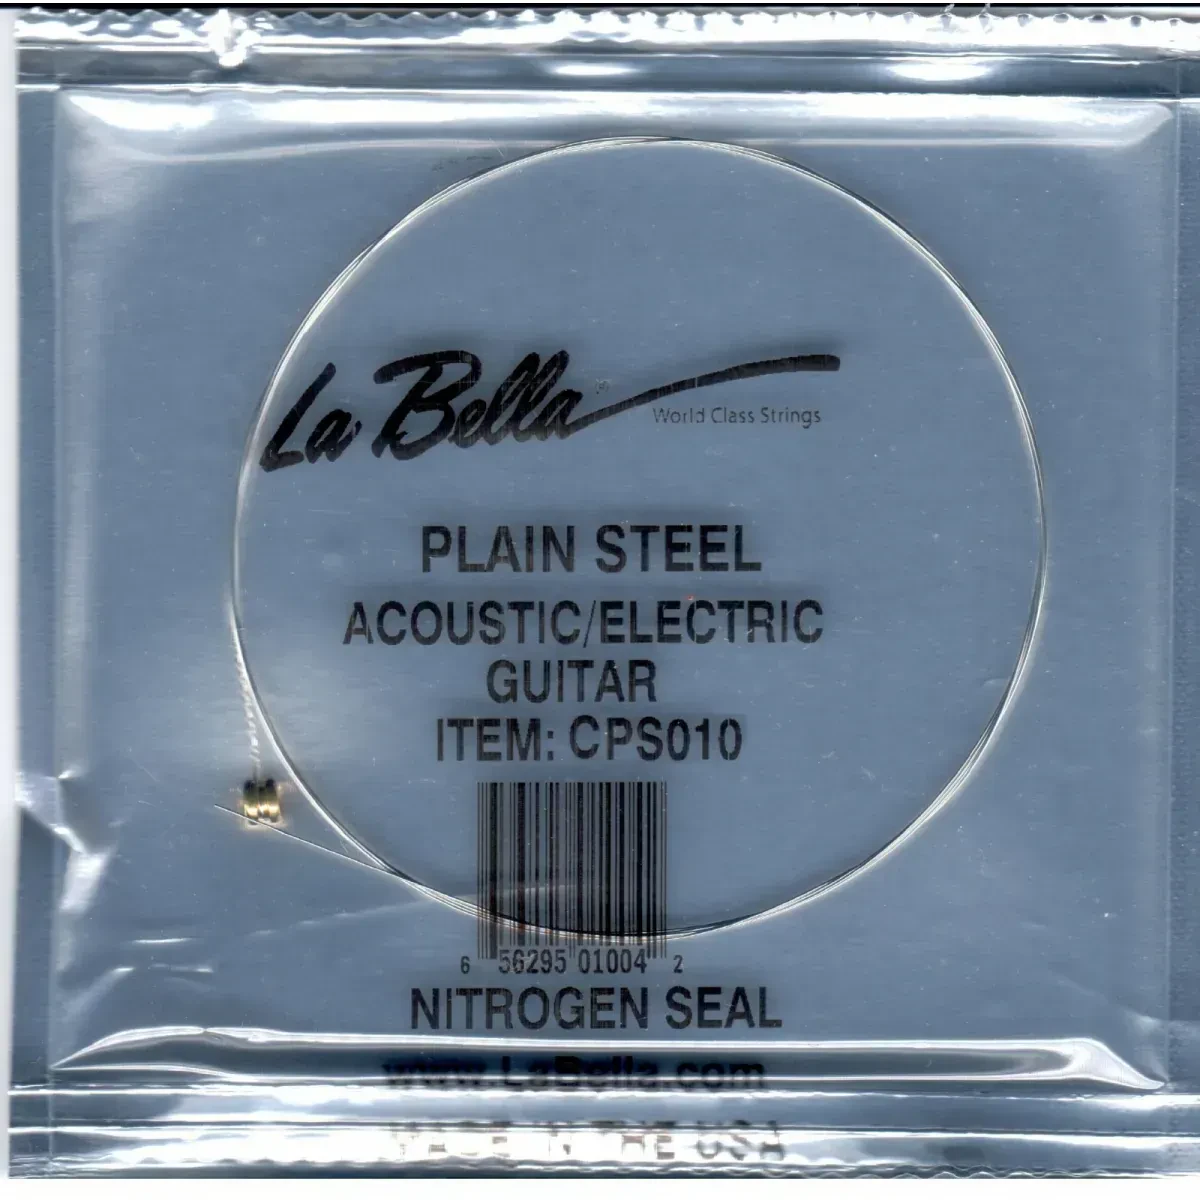 La Bella®
World Class Strings
PLAIN STEEL
ACOUSTIC/ELECTRIC
GUITAR
ITEM: CPS010
6 56295 01004 2
NITROGEN SEAL
www.LaBella.com
MADE IN THE USA